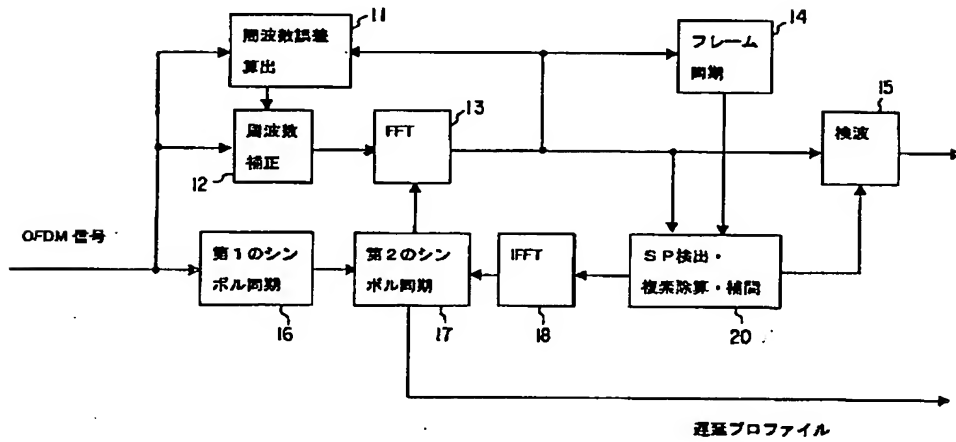 11
周波数誤差
算出
14
フレーム
同期
12
周波数
補正
13
FFT
15
検波
OFDM 信号
第1のシン
ボル同期
16
第2のシン
ボル同期
17
IFFT
18
SP検出・
複素除算・補間
20
遅延プロファイル